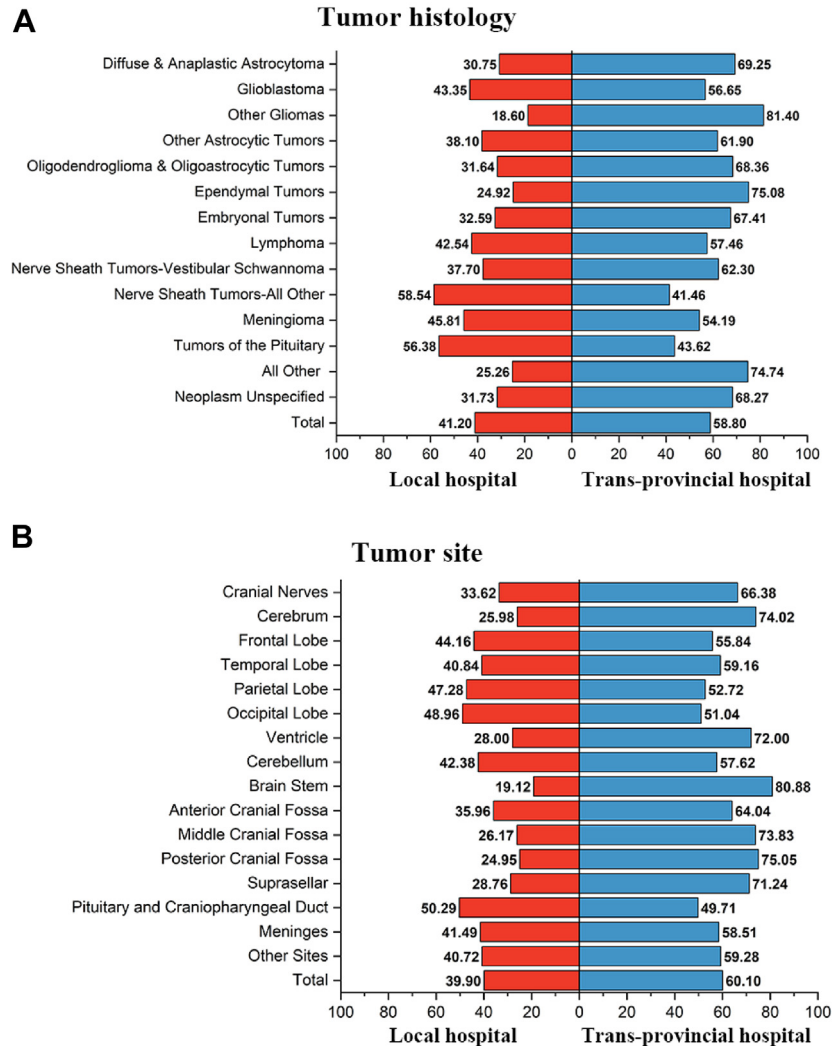 A
Tumor histology
Diffuse & Anaplastic Astrocytoma 30.75 69.25
Glioblastoma 43.35 56.65
Other Gliomas 18.60 81.40
Other Astrocytic Tumors 38.10 61.90
Oligodendroglioma & Oligoastrocytic Tumors 31.64 68.36
Ependymal Tumors 24.92 75.08
Embryonal Tumors 32.59 67.41
Lymphoma 42.54 57.46
Nerve Sheath Tumors-Vestibular Schwannoma 37.70 62.30
Nerve Sheath Tumors-All Other 58.54 41.46
Meningioma 45.81 54.19
Tumors of the Pituitary 56.38 43.62
All Other 25.26 74.74
Neoplasm Unspecified 31.73 68.27
Total 41.20 58.80
100 80 60 40 20 0 20 40 60 80 100
Local hospital Trans-provincial hospital
B
Tumor site
Cranial Nerves 33.62 66.38
Cerebrum 25.98 74.02
Frontal Lobe 44.16 55.84
Temporal Lobe 40.84 59.16
Parietal Lobe 47.28 52.72
Occipital Lobe 48.96 51.04
Ventricle 28.00 72.00
Cerebellum 42.38 57.62
Brain Stem 19.12 80.88
Anterior Cranial Fossa 35.96 64.04
Middle Cranial Fossa 26.17 73.83
Posterior Cranial Fossa 24.95 75.05
Suprasellar 28.76 71.24
Pituitary and Craniopharyngeal Duct 50.29 49.71
Meninges 41.49 58.51
Other Sites 40.72 59.28
Total 39.90 60.10
100 80 60 40 20 0 20 40 60 80 100
Local hospital Trans-provincial hospital